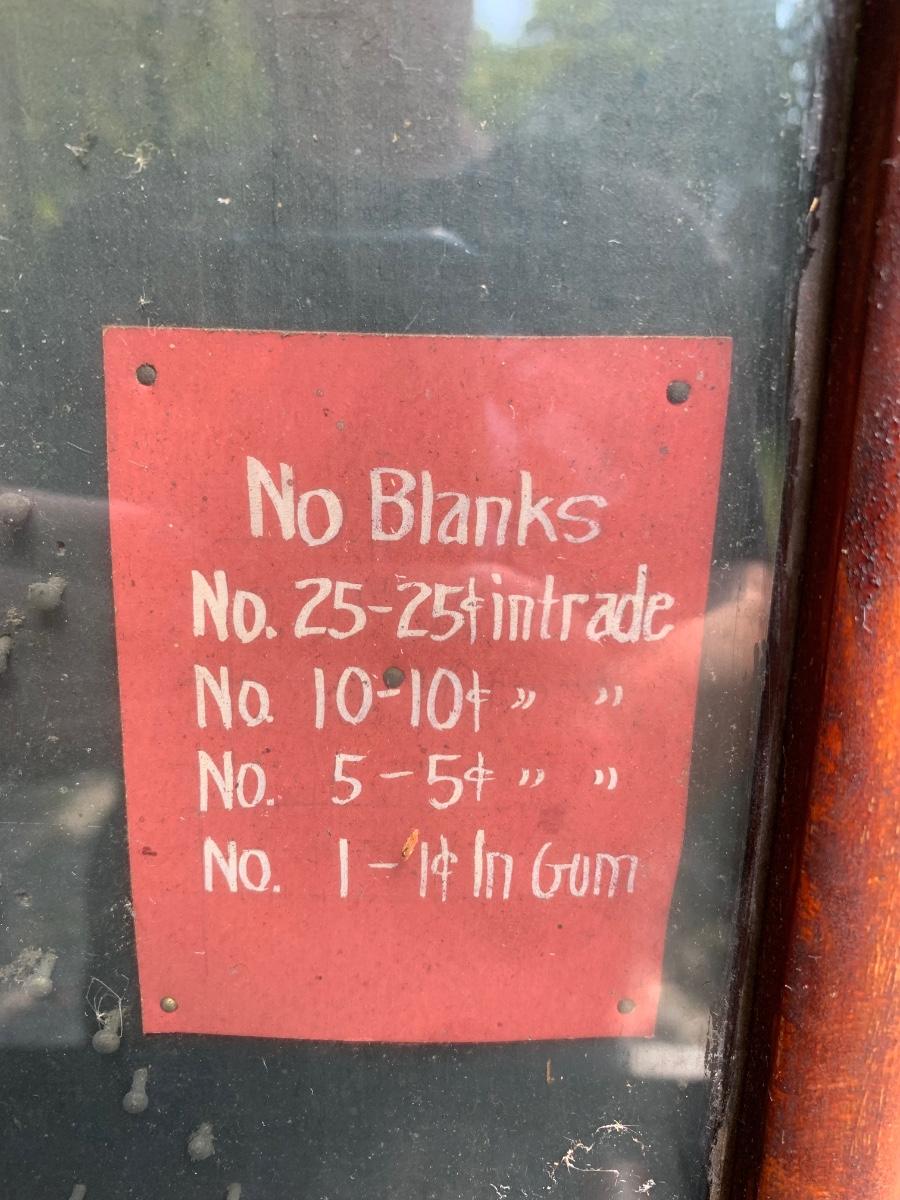 No Blanks
No. 25-25¢ in trade
No. 10-10¢ " "
No. 5-5¢ " "
No. 1-1¢ In Gum